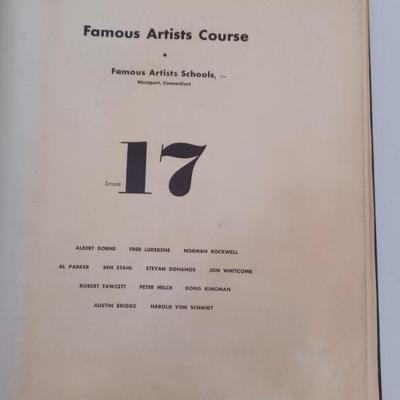 Famous Artists Course
Famous Artists Schools, Inc.
Westport, Connecticut
lesson 17
ALBERT DORNE FRED LUDEKENS NORMAN ROCKWELL
AL PARKER BEN STAHL STEVAN DOHANOS JON WHITCOMB
ROBERT FAWCETT PETER HELCK DONG KINGMAN
AUSTIN BRIGGS HAROLD VON SCHMIDT